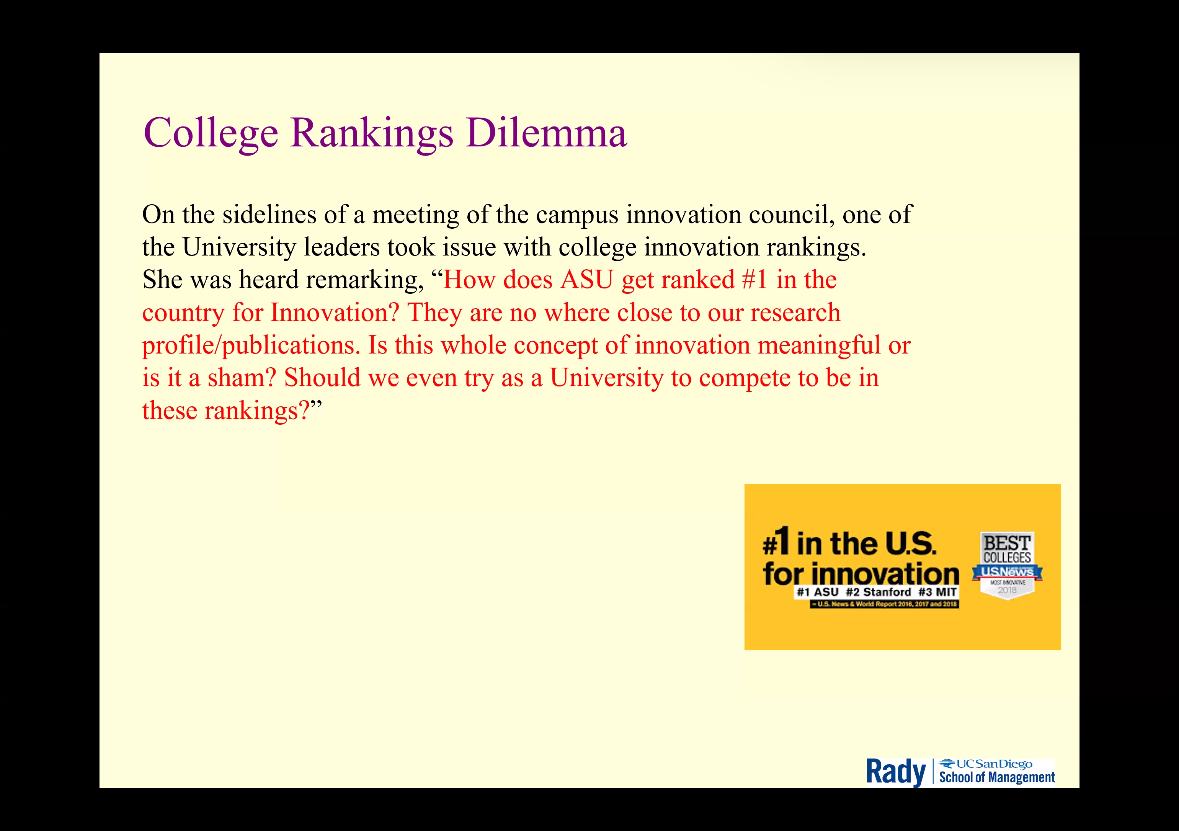 College Rankings Dilemma
On the sidelines of a meeting of the campus innovation council, one of
the University leaders took issue with college innovation rankings.
She was heard remarking, “How does ASU get ranked #1 in the
country for Innovation? They are no where close to our research
profile/publications. Is this whole concept of innovation meaningful or
is it a sham? Should we even try as a University to compete to be in
these rankings?”
#1 in the U.S.
for innovation
#1 ASU #2 Stanford #3 MIT
– U.S. News & World Report 2016, 2017 and 2018
BEST
COLLEGES
U.S.News
MOST INNOVATIVE
2018
Rady
UC San Diego
School of Management